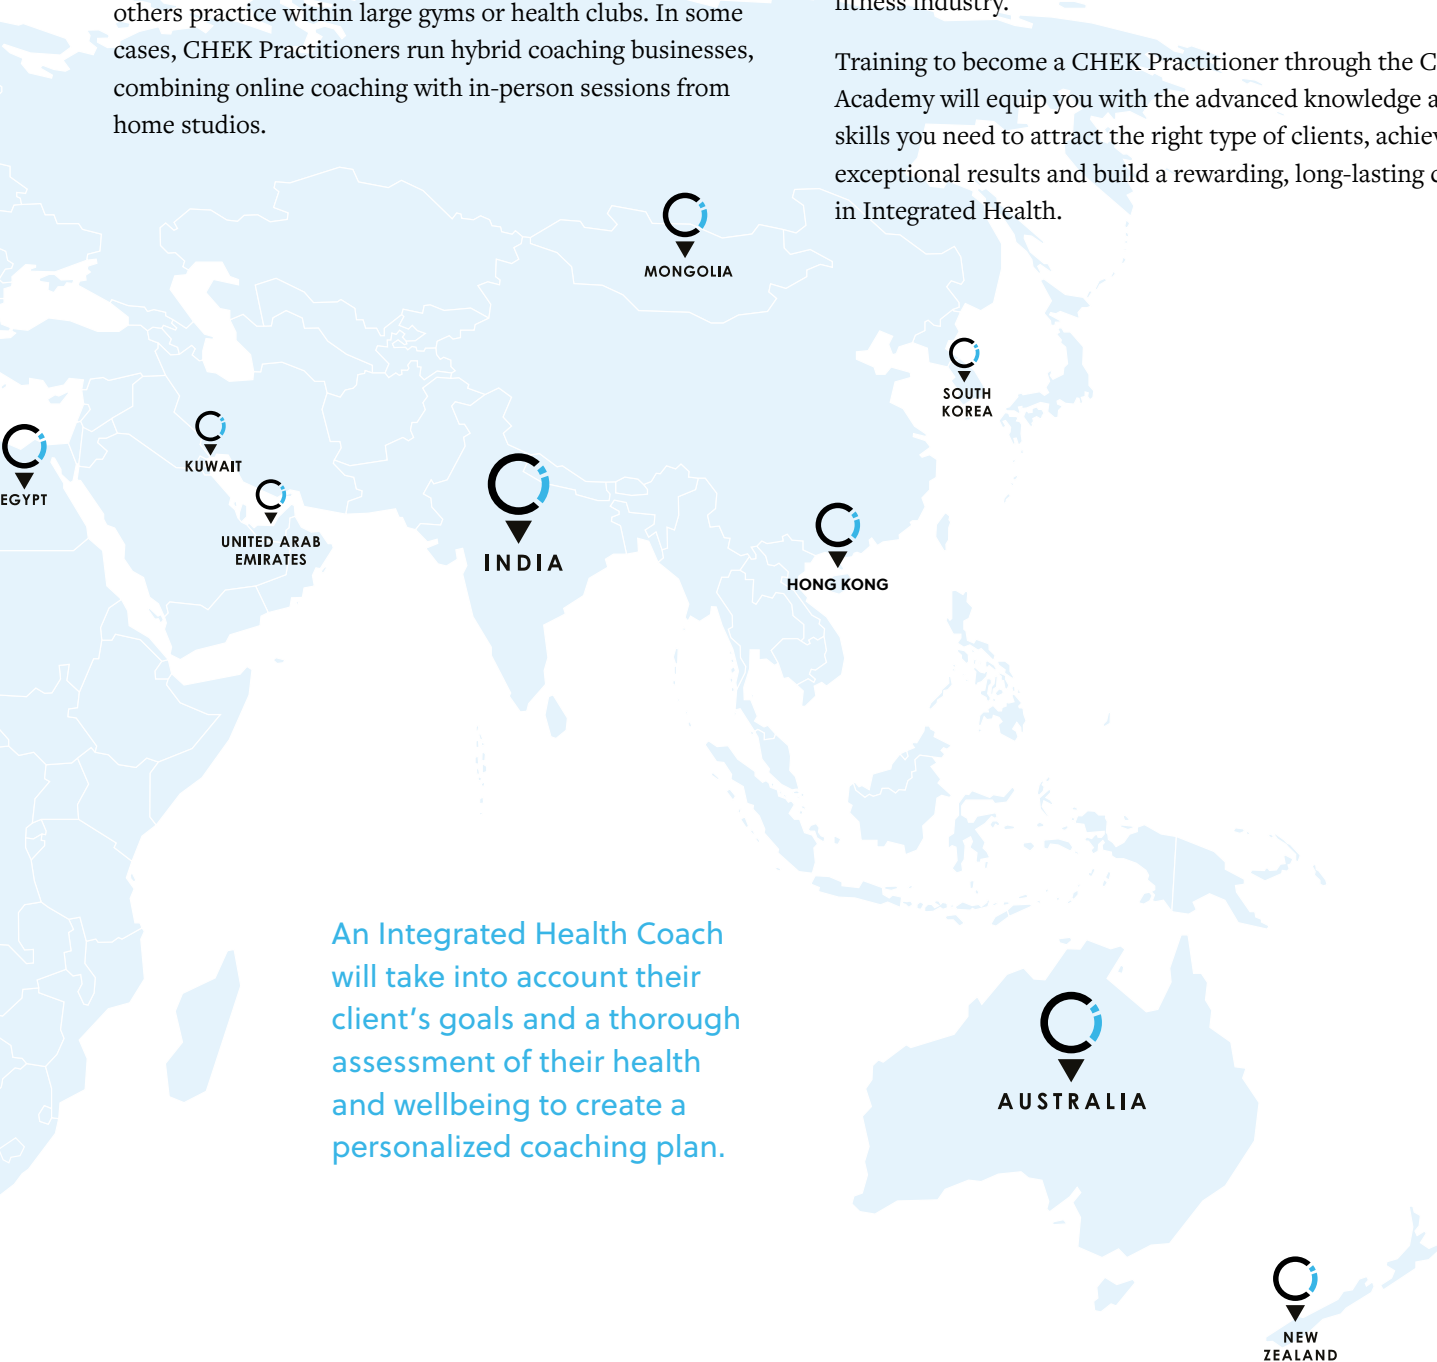 others practice within large gyms or health clubs. In some
cases, CHEK Practitioners run hybrid coaching businesses,
combining online coaching with in-person sessions from
home studios.
fitness industry.
Training to become a CHEK Practitioner through the C
Academy will equip you with the advanced knowledge a
skills you need to attract the right type of clients, achiev
exceptional results and build a rewarding, long-lasting c
in Integrated Health.
MONGOLIA
SOUTH
KOREA
KUWAIT
EGYPT
UNITED ARAB
EMIRATES
INDIA
HONG KONG
An Integrated Health Coach
will take into account their
client's goals and a thorough
assessment of their health
and wellbeing to create a
personalized coaching plan.
AUSTRALIA
NEW
ZEALAND